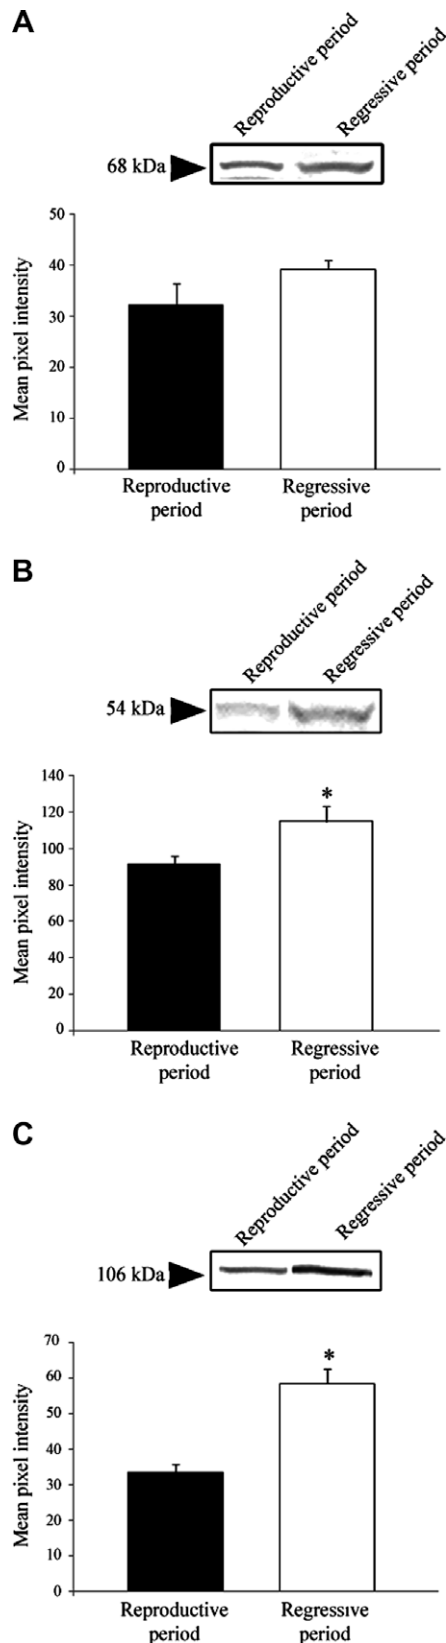 A
Reproductive period
Regressive period
68 kDa
50
40
30
20
10
0
Mean pixel intensity
Reproductive
period
Regressive
period
B
Reproductive period
Regressive period
54 kDa
140
120
100
80
60
40
20
0
Mean pixel intensity
*
Reproductive
period
Regressive
period
C
Reproductive period
Regressive period
106 kDa
70
60
50
40
30
20
10
0
Mean pixel intensity
*
Reproductive
period
Regressive
period